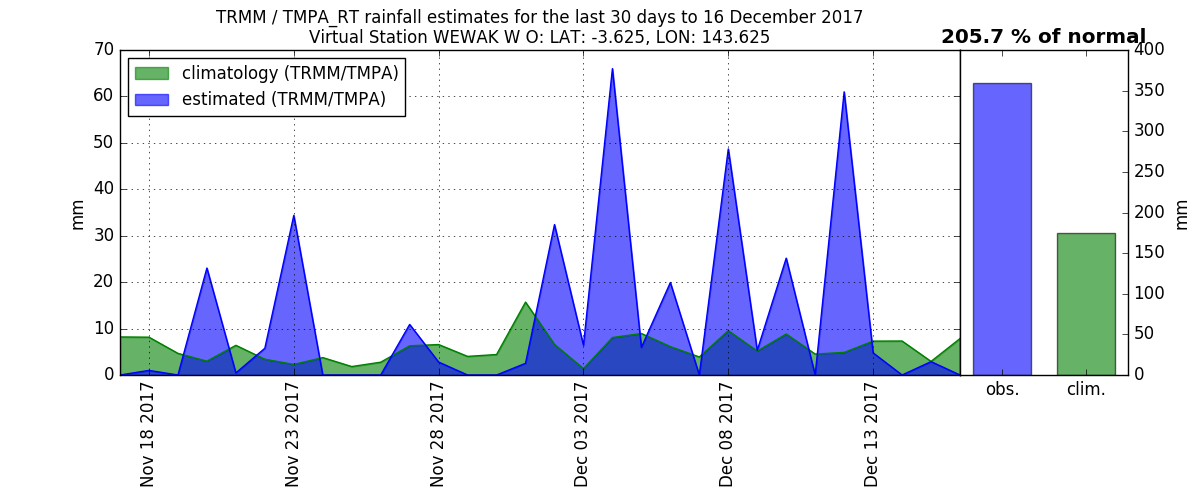 TRMM / TMPA_RT rainfall estimates for the last 30 days to 16 December 2017
Virtual Station WEWAK W O: LAT: -3.625, LON: 143.625
205.7 % of normal
climatology (TRMM/TMPA)
estimated (TRMM/TMPA)
70
60
50
40
30
20
10
0
mm
Nov 18 2017
Nov 23 2017
Nov 28 2017
Dec 03 2017
Dec 08 2017
Dec 13 2017
obs.
clim.
400
350
300
250
200
150
100
50
0
mm